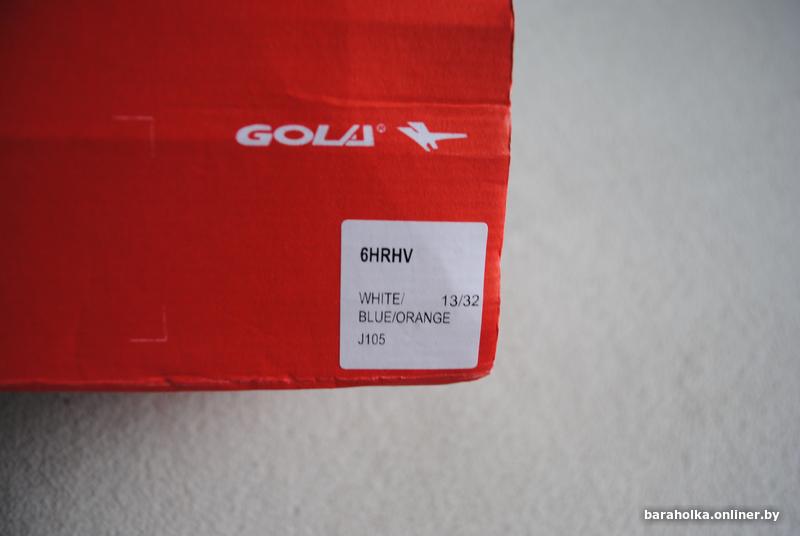 GOLA®
6HRHV
WHITE/ 13/32
BLUE/ORANGE
J105
baraholka.onliner.by